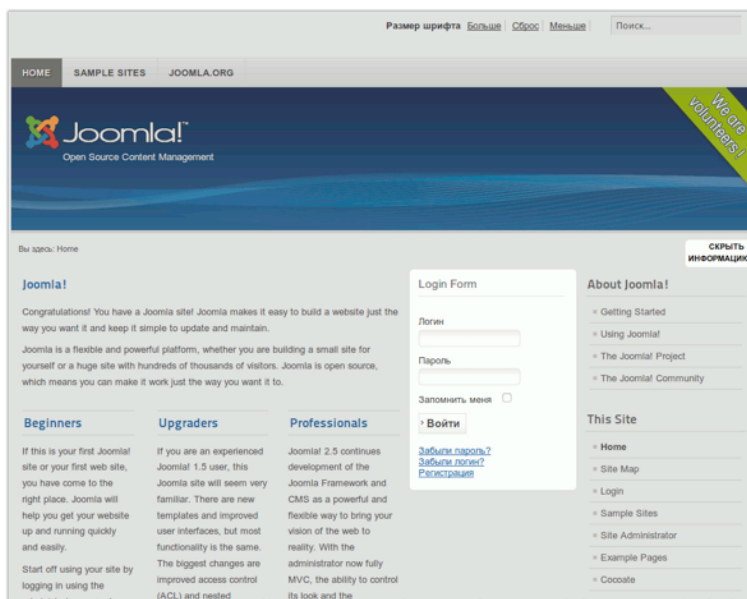 Размер шрифта Больше Сброс Меньше Поиск...
HOME SAMPLE SITES JOOMLA.ORG
We are
volunteers !
Joomla!™
Open Source Content Management
Вы здесь: Home
СКРЫТЬ
ИНФОРМАЦИЮ
Joomla!
Congratulations! You have a Joomla site! Joomla makes it easy to build a website just the
way you want it and keep it simple to update and maintain.
Joomla is a flexible and powerful platform, whether you are building a small site for
yourself or a huge site with hundreds of thousands of visitors. Joomla is open source,
which means you can make it work just the way you want it to.
Beginners
If this is your first Joomla!
site or your first web site,
you have come to the
right place. Joomla will
help you get your website
up and running quickly
and easily.
Start off using your site by
logging in using the
Upgraders
If you are an experienced
Joomla! 1.5 user, this
Joomla site will seem very
familiar. There are new
templates and improved
user interfaces, but most
functionality is the same.
The biggest changes are
improved access control
(ACL) and nested
Professionals
Joomla! 2.5 continues
development of the
Joomla Framework and
CMS as a powerful and
flexible way to bring your
vision of the web to
reality. With the
administrator now fully
MVC, the ability to control
its look and the
Login Form
Логин
Пароль
Запомнить меня
Войти
Забыли пароль?
Забыли логин?
Регистрация
About Joomla!
Getting Started
Using Joomla!
The Joomla! Project
The Joomla! Community
This Site
Home
Site Map
Login
Sample Sites
Site Administrator
Example Pages
Cocoate